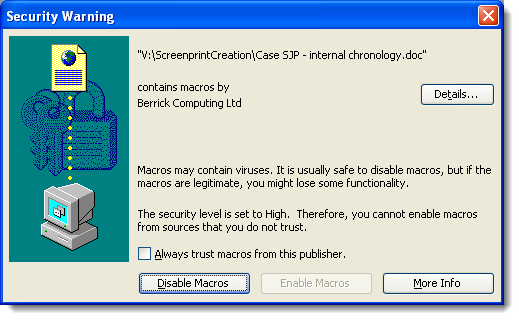 Security Warning
"V:\ScreenprintCreation\Case SJP - internal chronology.doc"
contains macros by
Berrick Computing Ltd
Details...
Macros may contain viruses. It is usually safe to disable macros, but if the
macros are legitimate, you might lose some functionality.
The security level is set to High.  Therefore, you cannot enable macros
from sources that you do not trust.
Always trust macros from this publisher.
Disable Macros
Enable Macros
More Info